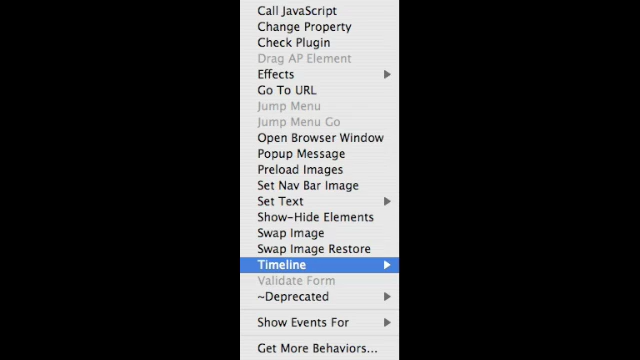 Call JavaScript
Change Property
Check Plugin
Drag AP Element
Effects
Go To URL
Jump Menu
Jump Menu Go
Open Browser Window
Popup Message
Preload Images
Set Nav Bar Image
Set Text
Show-Hide Elements
Swap Image
Swap Image Restore
Timeline
Validate Form
~Deprecated
Show Events For
Get More Behaviors...